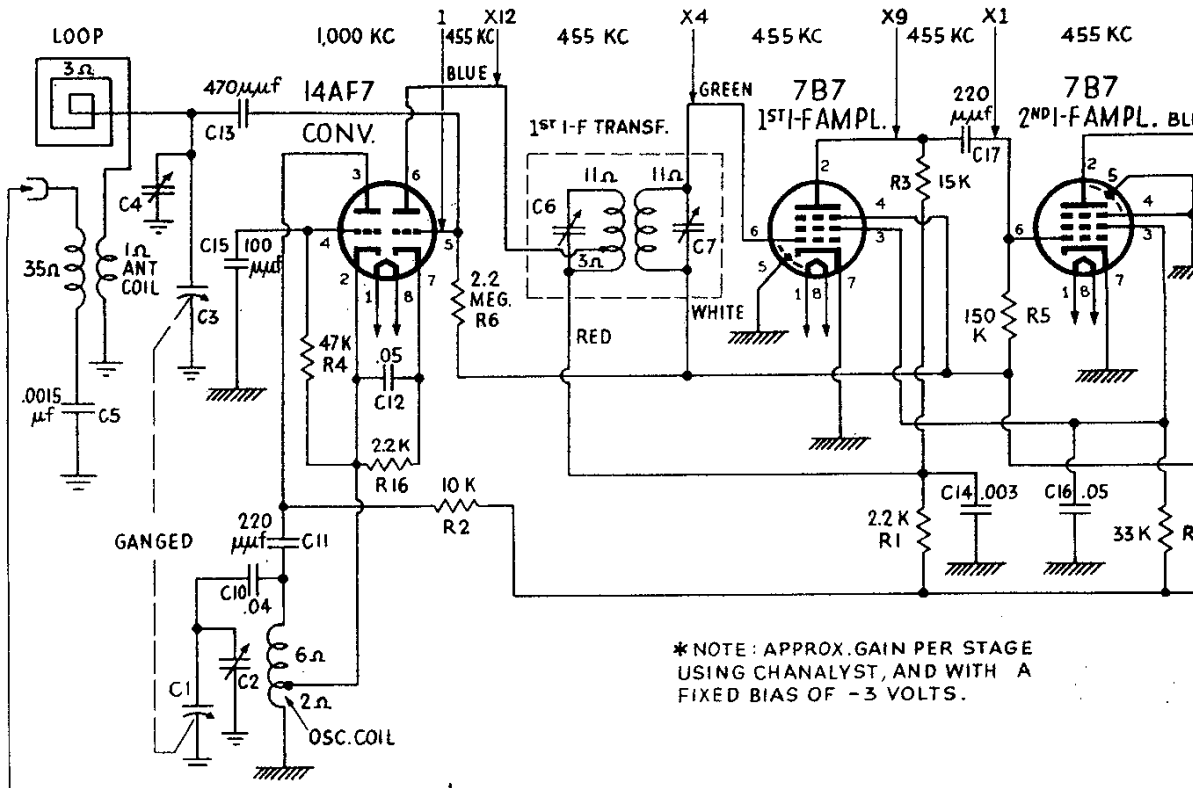 LOOP
3Ω
470μμf
C13
1,000 KC
1
X12
455 KC
455 KC
X4
455 KC
X9
455 KC
X1
455 KC
BLUE
14AF7
CONV.
GREEN
7B7
1ST I-F AMPL.
220
μμf
C17
7B7
2ND I-F AMPL.
BL
1ST I-F TRANSF.
11Ω
11Ω
C6
C7
3Ω
C4
3
6
4
5
2
1
8
7
C15
100
μμf
35Ω
1Ω
ANT
COIL
C3
2.2
MEG.
R6
2
4
3
6
5
1
8
7
R3
15K
2
5
4
3
6
1
8
7
RED
WHITE
150
K
R5
47K
R4
.05
C12
.0015
μf
C5
2.2K
R16
10 K
R2
2.2K
R1
C14
.003
C16
.05
33K
R
GANGED
220
μμf
C11
C10
.04
6Ω
2Ω
C1
C2
OSC. COIL
*NOTE: APPROX. GAIN PER STAGE
USING CHANALYST, AND WITH A
FIXED BIAS OF -3 VOLTS.